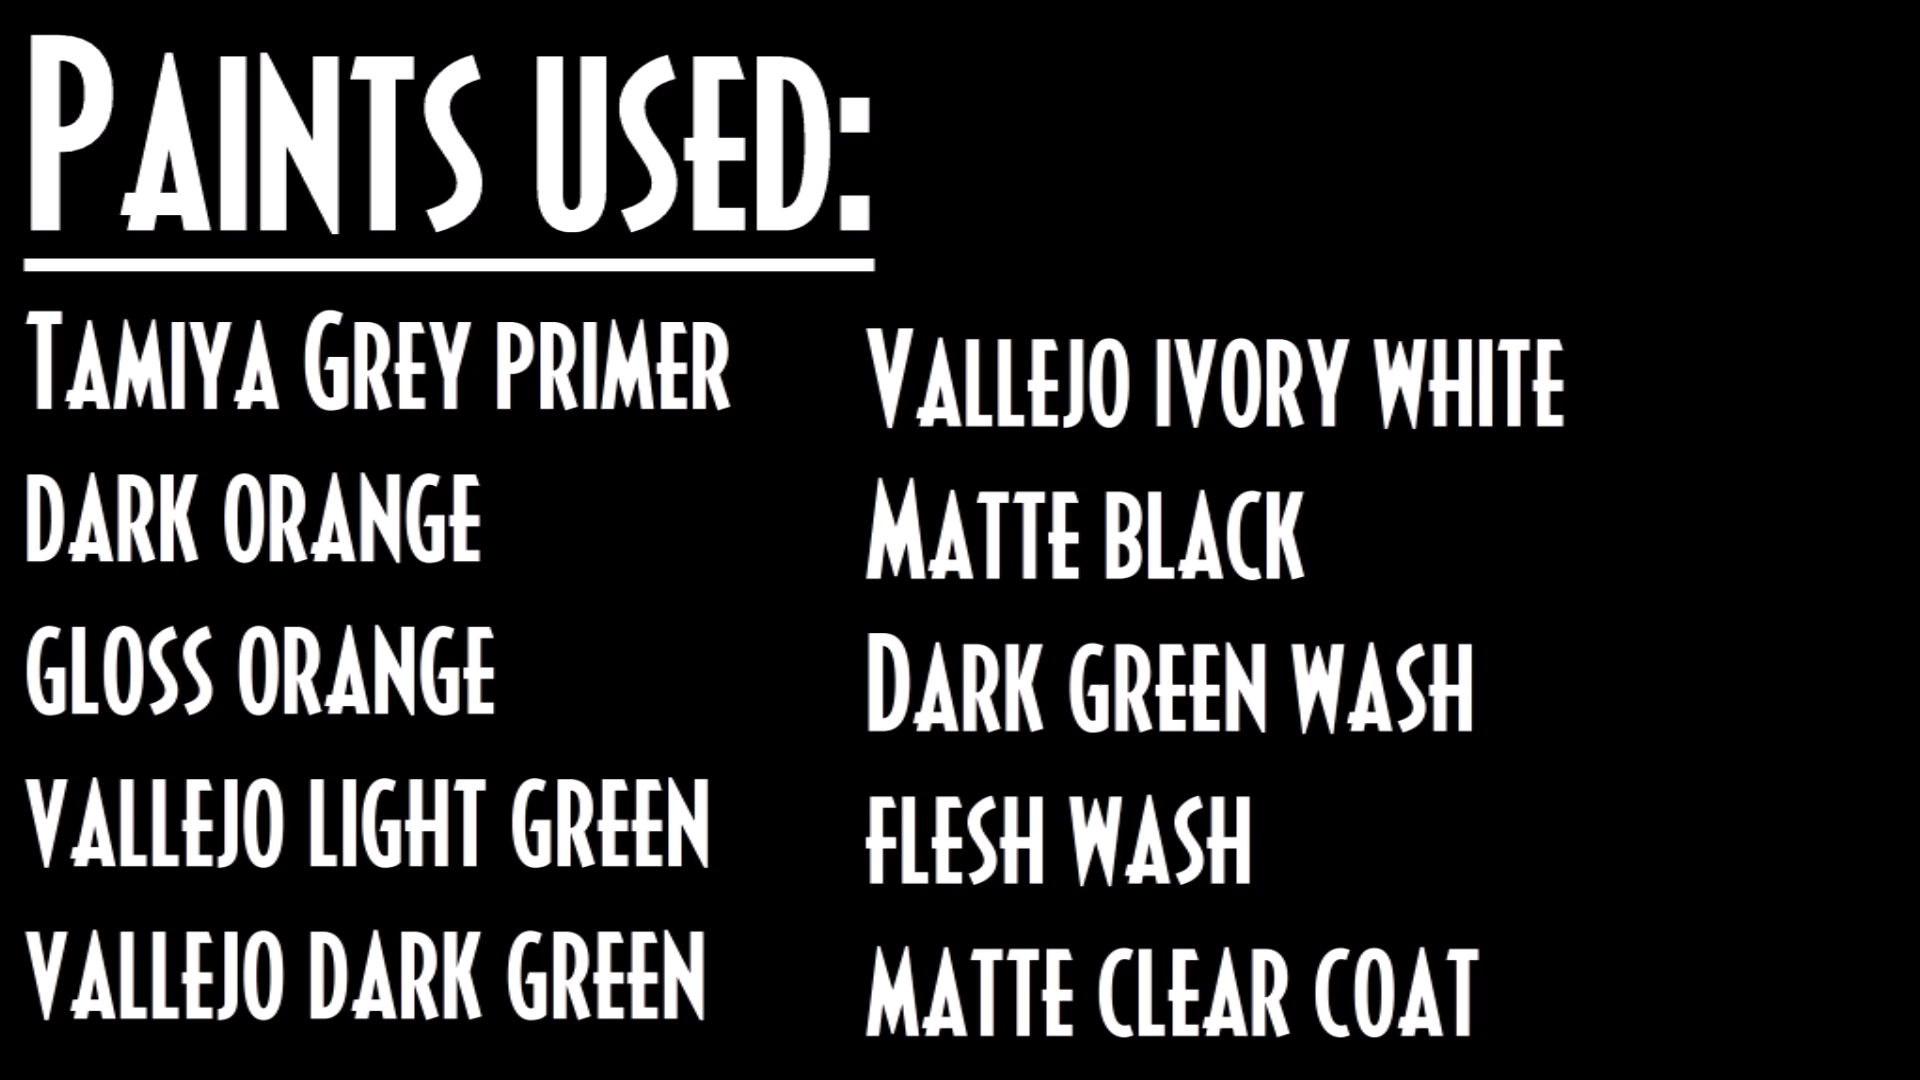 Paints used:
Tamiya Grey primer
dark orange
gloss orange
vallejo light green
vallejo dark green
Vallejo ivory white
Matte black
Dark green wash
flesh wash
matte clear coat